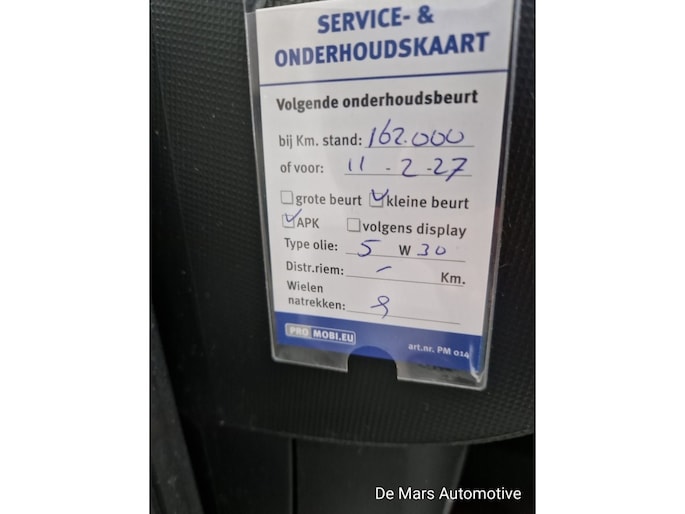 SERVICE- &
ONDERHOUDSKAART
Volgende onderhoudsbeurt
bij Km. stand: 162.000
of voor: 11 - 2 - 27
grote beurt kleine beurt
APK volgens display
Type olie: 5 W 30
Distr.riem: - Km.
Wielen
natrekken:
PRO MOBI.EU
art.nr. PM 014
De Mars Automotive